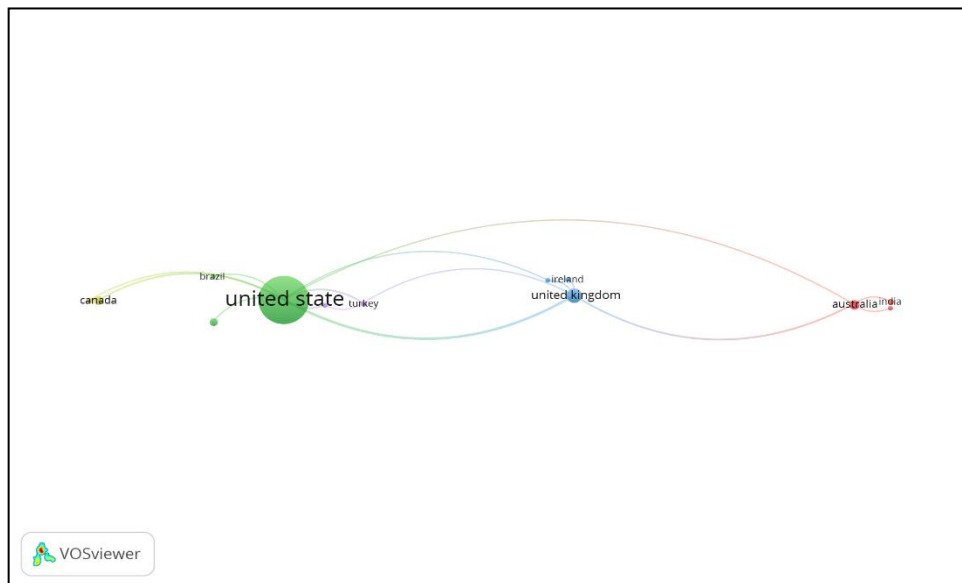 brazil
ireland
canada
united state
turkey
united kingdom
australia
india
VOSviewer